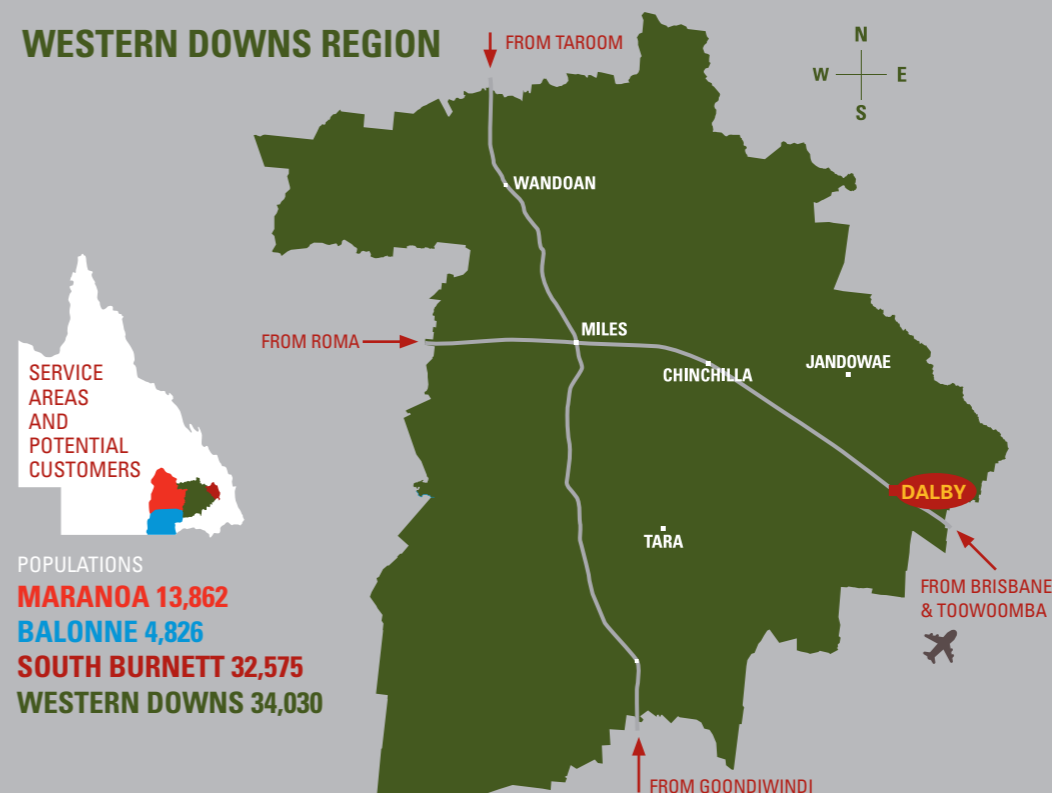 WESTERN DOWNS REGION
FROM TAROOM
N
W
E
S
WANDOAN
FROM ROMA
MILES
CHINCHILLA
JANDOWAE
SERVICE
AREAS
AND
POTENTIAL
CUSTOMERS
DALBY
TARA
FROM BRISBANE
& TOOWOOMBA
POPULATIONS
MARANOA 13,862
BALONNE 4,826
SOUTH BURNETT 32,575
WESTERN DOWNS 34,030
FROM GOONDIWINDI